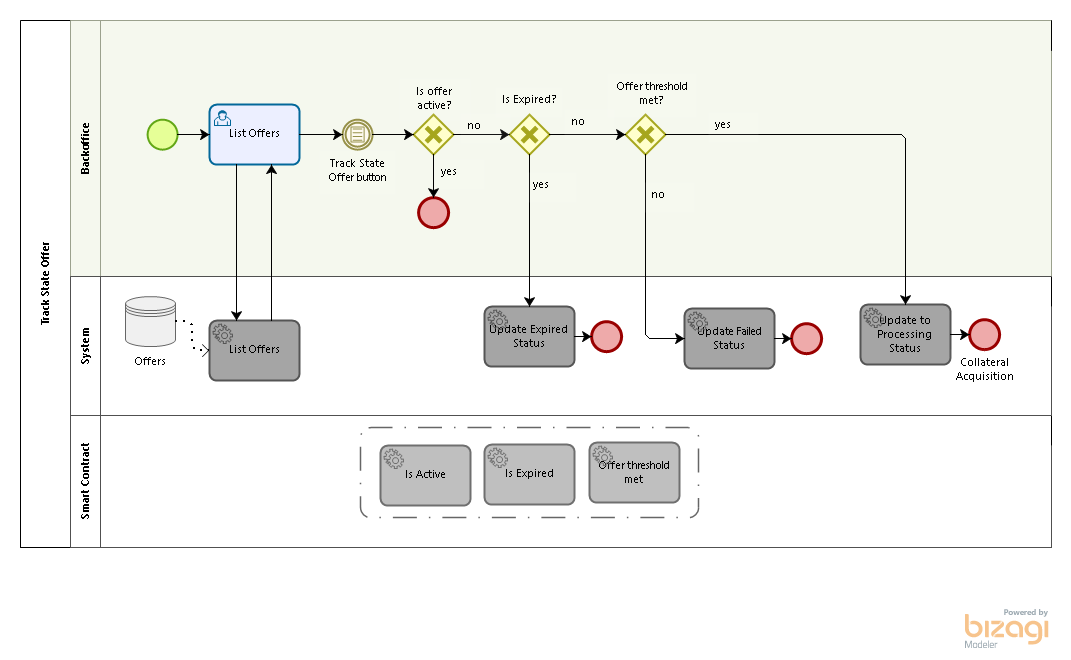 Track State Offer
Backoffice
List Offers
Track State
Offer button
Is offer
active?
no
yes
Is Expired?
no
yes
Offer threshold
met?
yes
no
System
Offers
List Offers
Update Expired
Status
Update Failed
Status
Update to
Processing
Status
Collateral
Acquisition
Smart Contract
Is Active
Is Expired
Offer threshold
met
Powered by
bizagi
Modeler